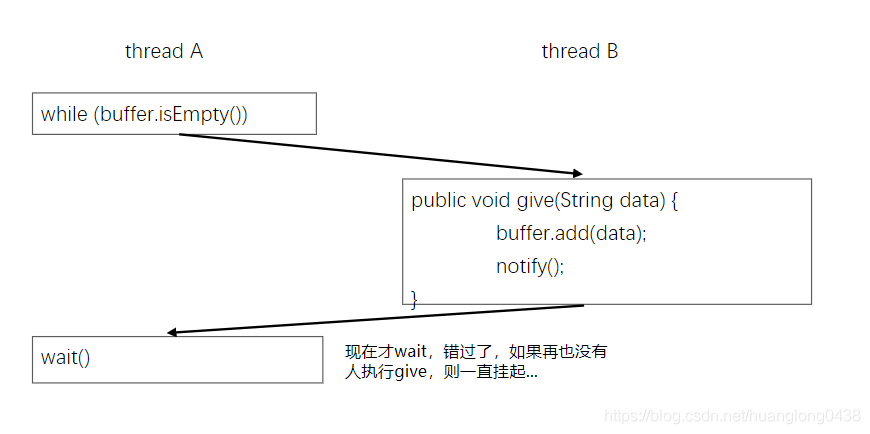 thread A
thread B
while (buffer.isEmpty())
public void give(String data) {
buffer.add(data);
notify();
}
wait()
现在才wait，错过了，如果再也没有
人执行give，则一直挂起...
https://blog.csdn.net/huanglong0438